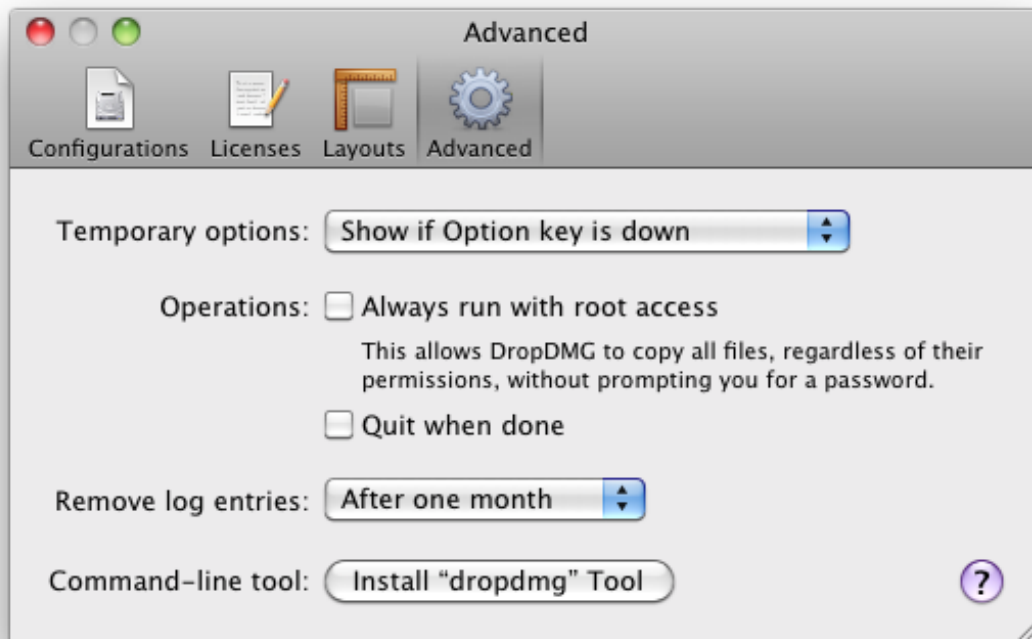 Advanced
Configurations Licenses Layouts Advanced
Temporary options: Show if Option key is down
Operations: Always run with root access
This allows DropDMG to copy all files, regardless of their
permissions, without prompting you for a password.
Quit when done
Remove log entries: After one month
Command-line tool: Install “dropdmg” Tool
?